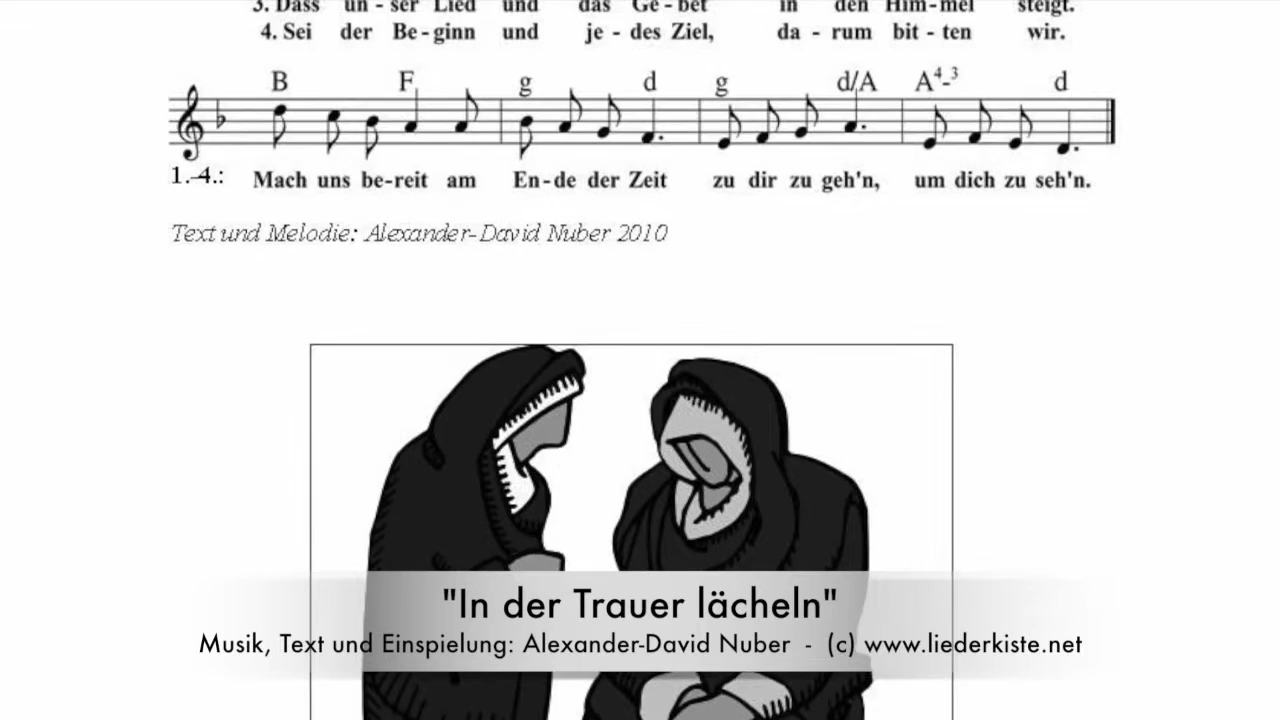 3. Dass un - ser Lied und das Ge - bet in den Him - mel steigt.
4. Sei der Be - ginn und je - des Ziel, da - rum bit - ten wir.
B F g d g d/A A4-3 d
1.-4.: Mach uns be-reit am En-de der Zeit zu dir zu geh'n, um dich zu seh'n.
Text und Melodie: Alexander-David Nuber 2010
"In der Trauer lächeln"
Musik, Text und Einspielung: Alexander-David Nuber - (c) www.liederkiste.net